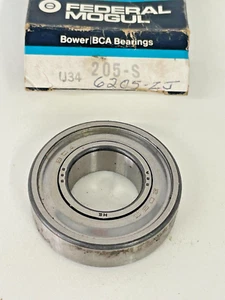 FEDERAL
MOGUL
Bower/BCA Bearings
U34 205-S
6205-ZJ